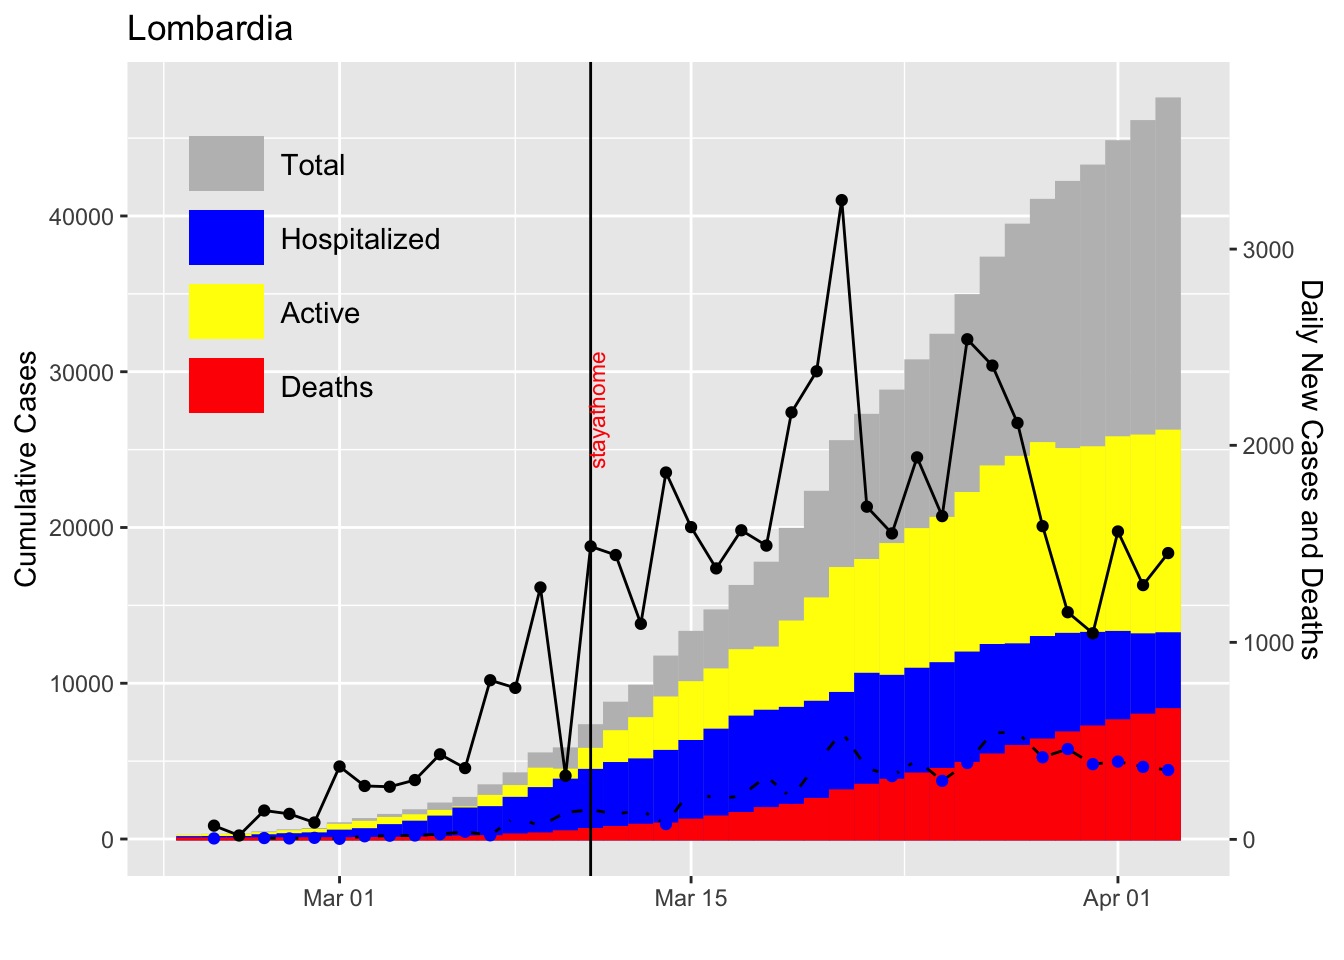 Lombardia
Total
Hospitalized
Active
Deaths
stayathome
Cumulative Cases
40000
30000
20000
10000
0
3000
2000
1000
0
Daily New Cases and Deaths
Mar 01
Mar 15
Apr 01